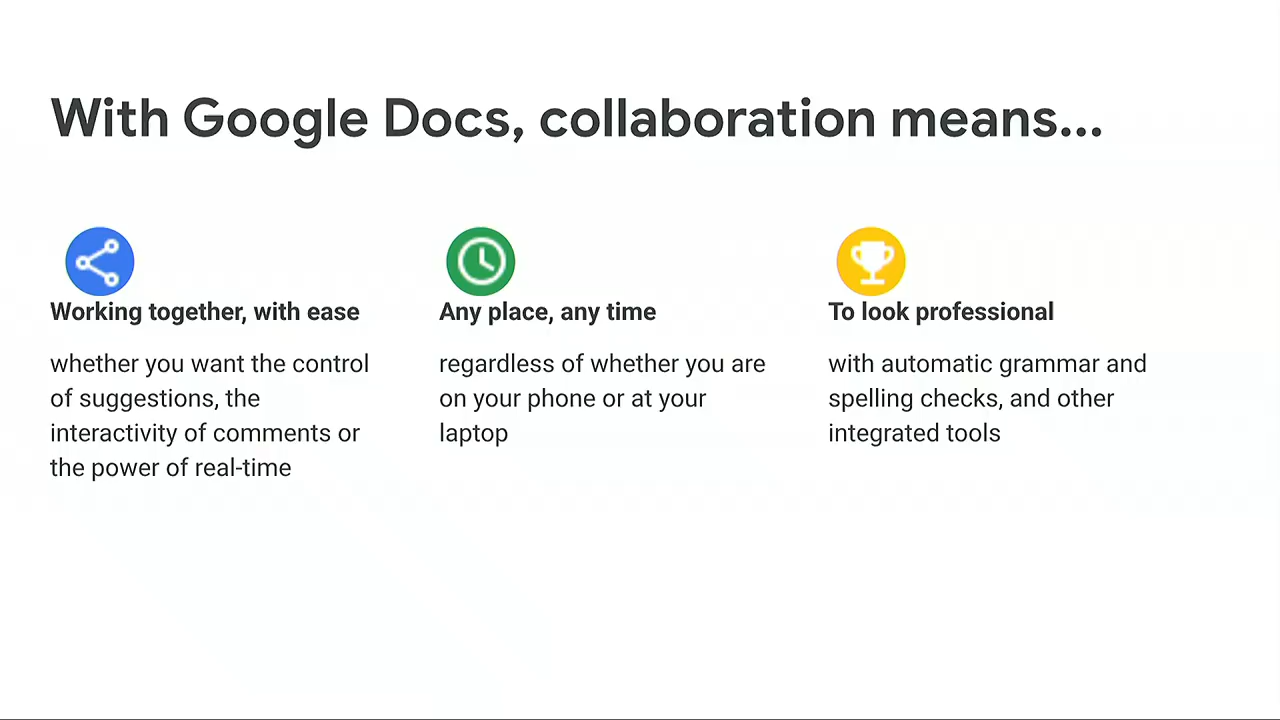 With Google Docs, collaboration means...
Working together, with ease
whether you want the control
of suggestions, the
interactivity of comments or
the power of real-time
Any place, any time
regardless of whether you are
on your phone or at your
laptop
To look professional
with automatic grammar and
spelling checks, and other
integrated tools